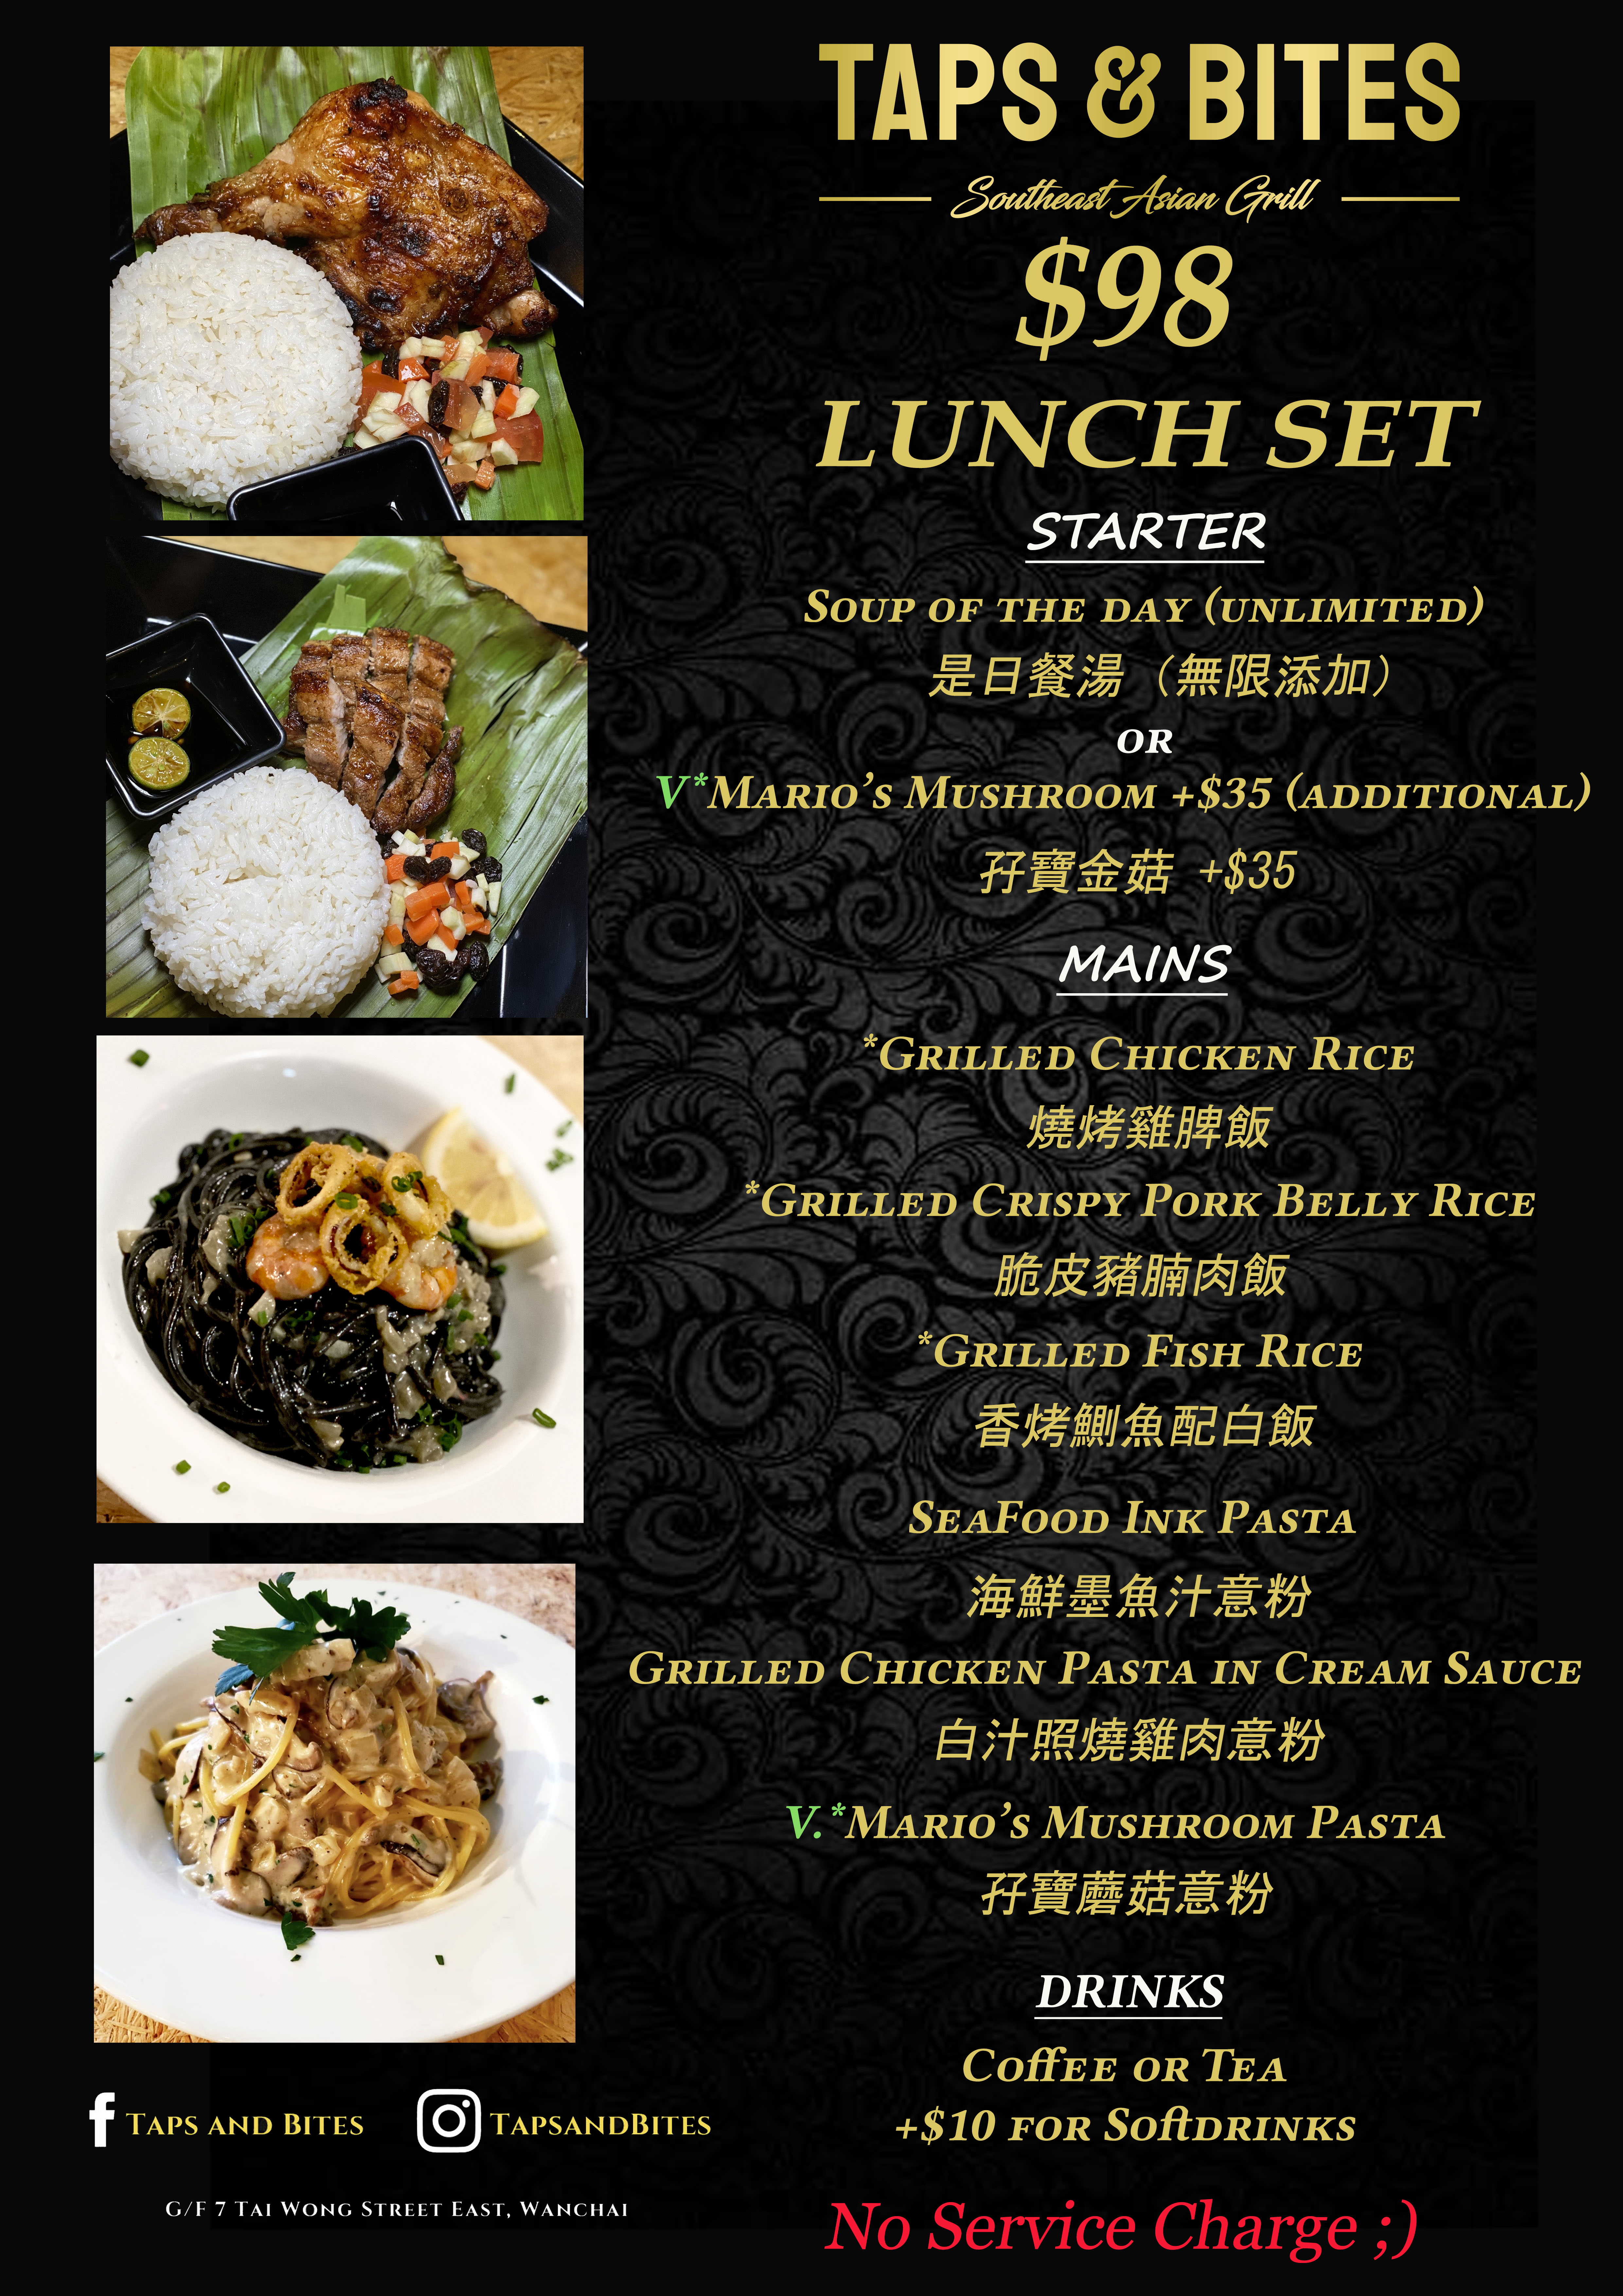 TAPS & BITES
Southeast Asian Grill
$98
LUNCH SET
STARTER
Soup of the day (unlimited)
是日餐湯（無限添加）
or
V*Mario's Mushroom +$35 (additional)
孖寶金菇 +$35
MAINS
*Grilled Chicken Rice
燒烤雞脾飯
*Grilled Crispy Pork Belly Rice
脆皮豬腩肉飯
*Grilled Fish Rice
香烤鰂魚配白飯
SeaFood Ink Pasta
海鮮墨魚汁意粉
Grilled Chicken Pasta in Cream Sauce
白汁照燒雞肉意粉
V.*Mario's Mushroom Pasta
孖寶蘑菇意粉
DRINKS
Coffee or Tea
+$10 for Softdrinks
No Service Charge ;)
Taps and Bites
TapsandBites
G/F 7 Tai Wong Street East, Wanchai